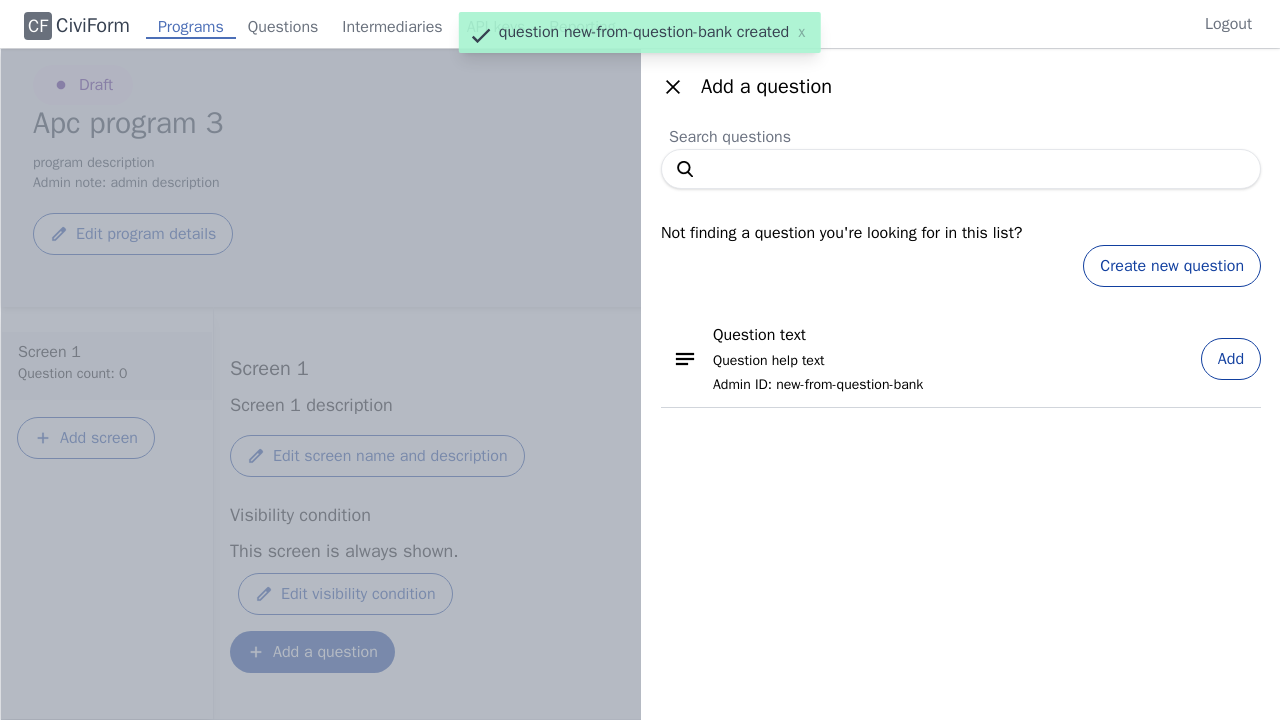 CF CiviForm Programs Questions Intermediaries API keys Reporting Logout
question new-from-question-bank created x
Draft
Apc program 3
program description
Admin note: admin description
Edit program details
Screen 1
Question count: 0
Add screen
Screen 1
Screen 1 description
Edit screen name and description
Visibility condition
This screen is always shown.
Edit visibility condition
Add a question
Add a question
Search questions
Not finding a question you're looking for in this list?
Create new question
Question text
Question help text
Admin ID: new-from-question-bank
Add